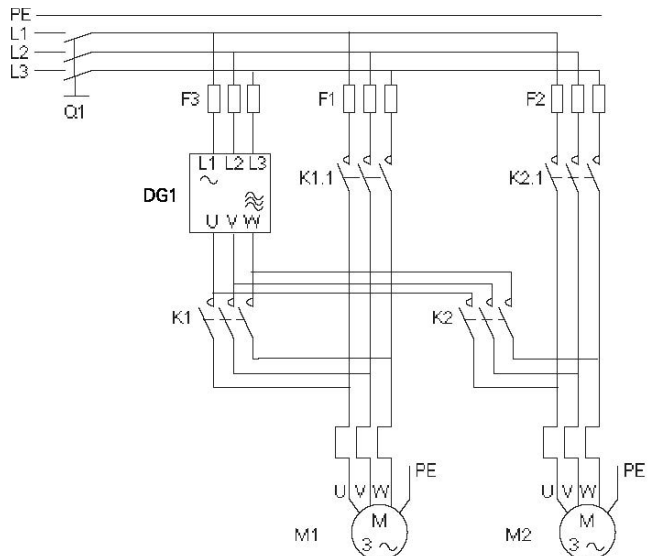 PE
L1
L2
L3
Q1
F3
F1
F2
L1 L2 L3
DG1
U V W
K1.1
K2.1
K1
K2
PE
PE
U V W
U V W
M1
M
3
M2
M
3